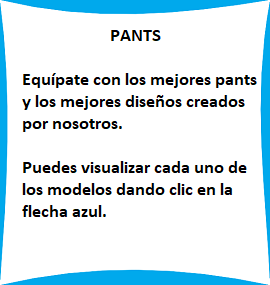 PANTS
Equípate con los mejores pants
y los mejores diseños creados
por nosotros.
Puedes visualizar cada uno de
los modelos dando clic en la
flecha azul.